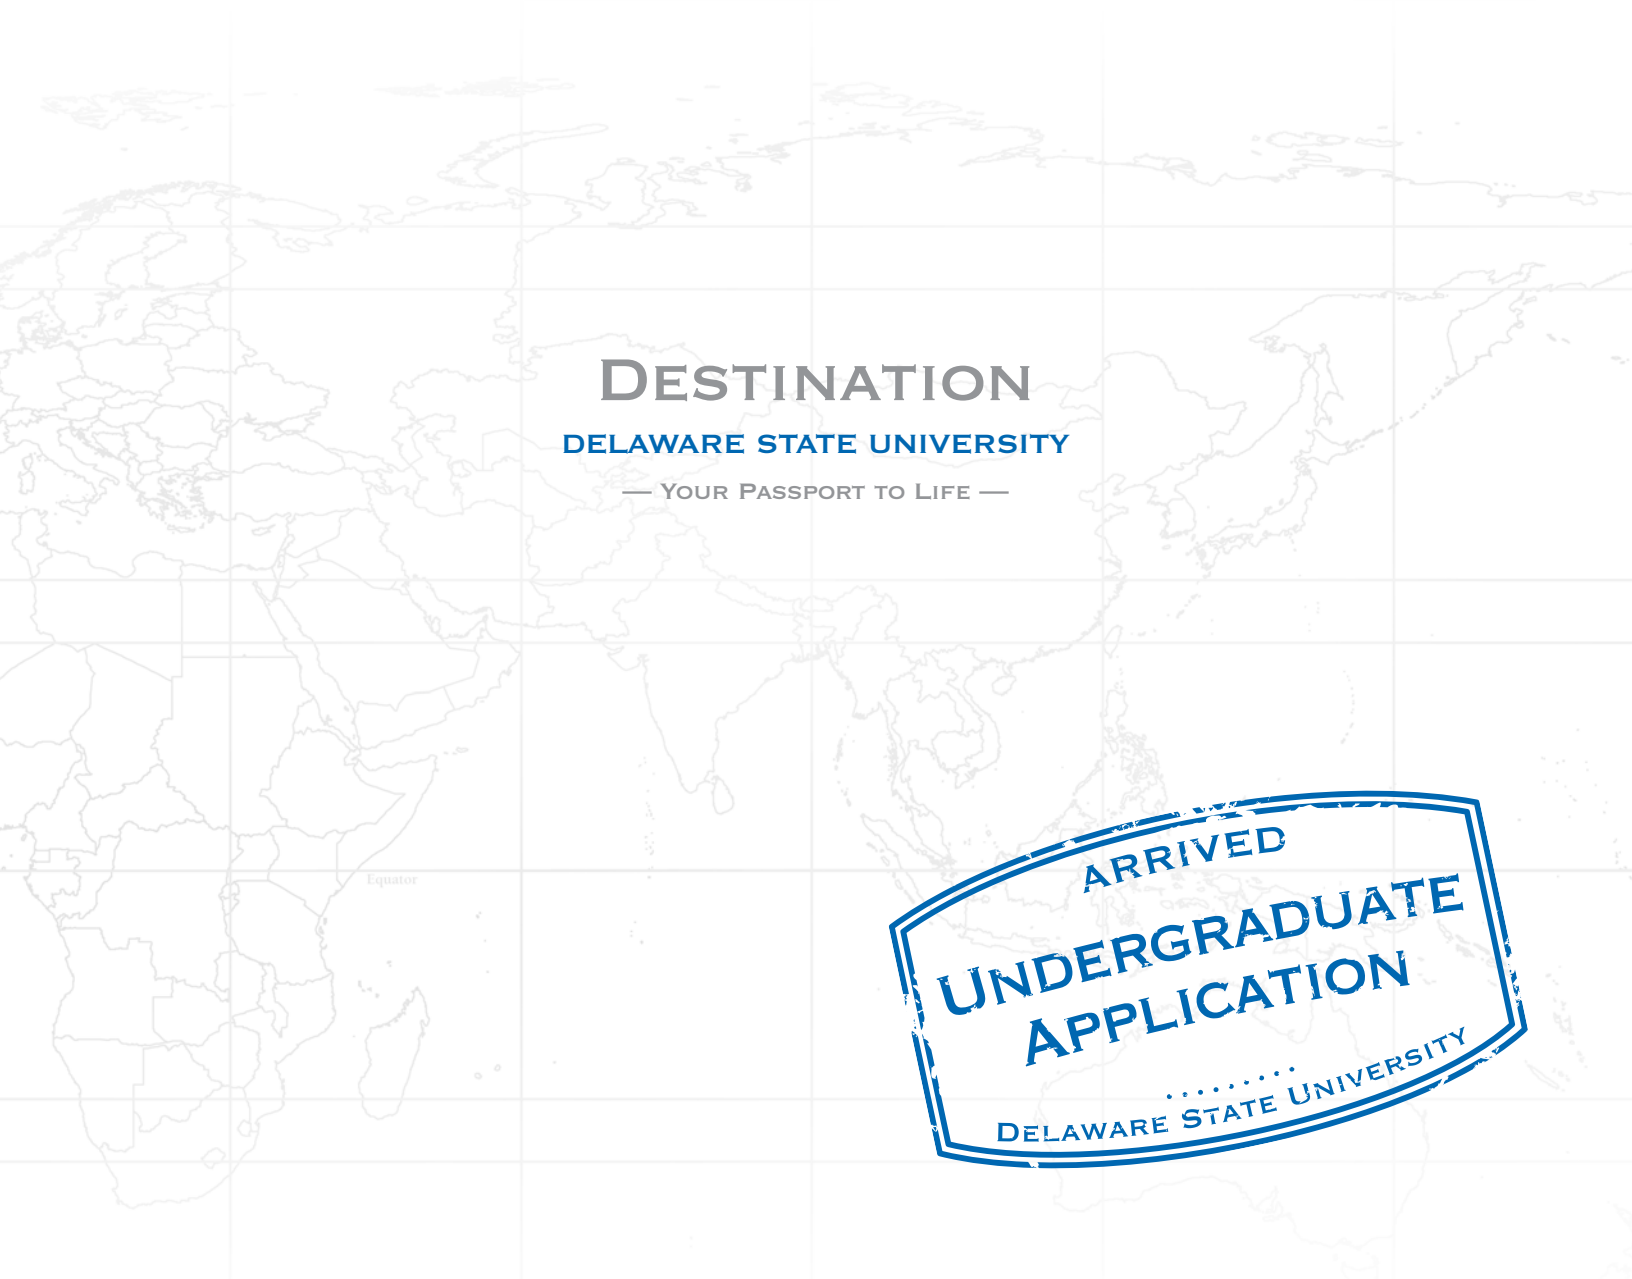 DESTINATION
DELAWARE STATE UNIVERSITY
— YOUR PASSPORT TO LIFE —
Equator
ARRIVED
UNDERGRADUATE
APPLICATION
.........
DELAWARE STATE UNIVERSITY